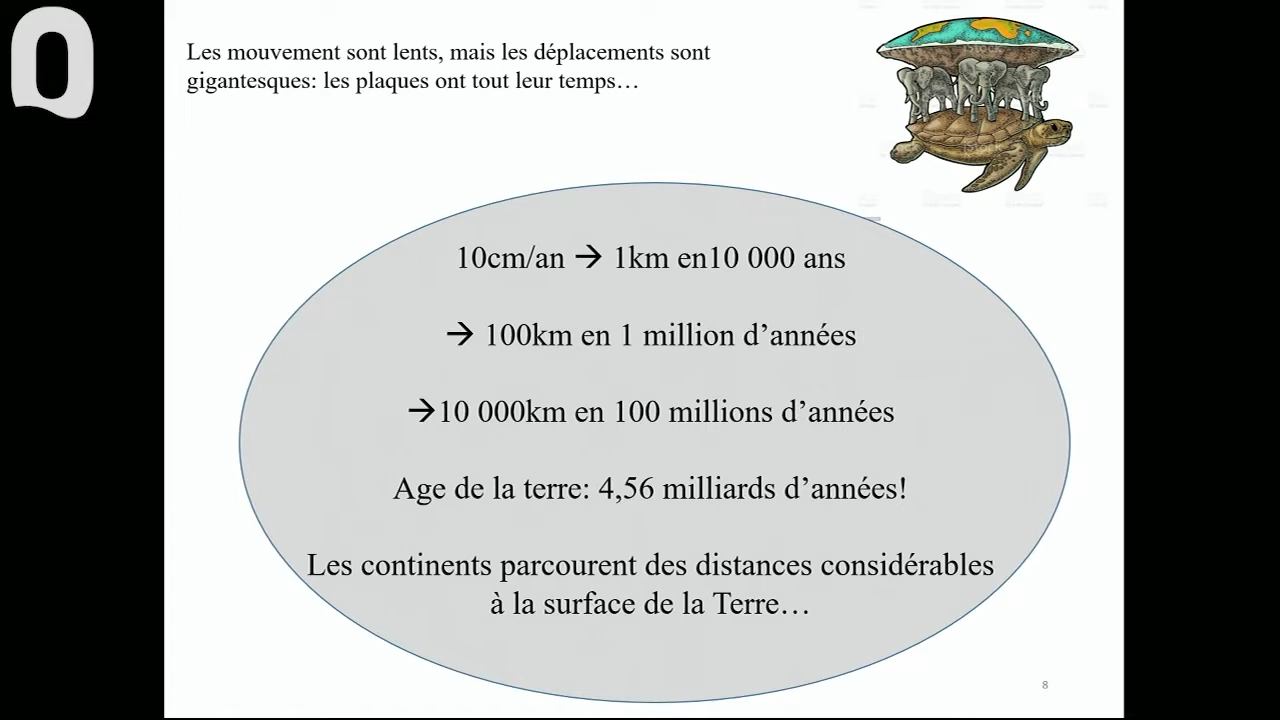 Les mouvement sont lents, mais les déplacements sont
gigantesques: les plaques ont tout leur temps…
10cm/an → 1km en10 000 ans
→ 100km en 1 million d’années
→10 000km en 100 millions d’années
Age de la terre: 4,56 milliards d’années!
Les continents parcourent des distances considérables
à la surface de la Terre…
8